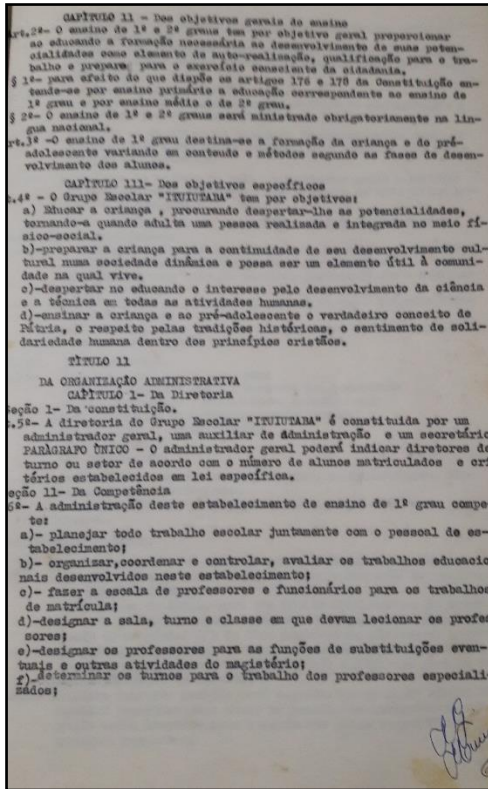 CAPÍTULO 11 - Dos objetivos gerais do ensino
rt.2º- O ensino de 1º e 2º graus tem por objetivo geral proporcionar
ao educando a formação necessária ao desenvolvimento de suas poten-
cialidades como elemento de auto-realização, qualificação para o tra-
balho e preparo para o exercício consciente da cidadania.
§ 1º- para efeito do que dispõe os artigos 176 e 178 da Constituição en-
tende-se por ensino primário a educação correspondente ao ensino de
1º grau e por ensino médio o de 2º grau.
§ 2º- O ensino de 1º e 2º graus será ministrado obrigatoriamente na lín-
gua nacional.
rt.3º -O ensino de 1º grau destina-se a formação da criança e do pré-
adolescente variando em conteudo e métodos segundo as fases de desen-
volvimento dos alunos.
CAPÍTULO 111- Dos objetivos específicos
.4º - O Grupo Escolar "ITUIUTABA" tem por objetivos:
a) Educar a criança , procurando despertar-lhe as potencialidades,
tornando-a quando adulta uma pessoa realizada e integrada no meio fí-
sico-social.
b)-preparar a criança para a continuidade de seu desenvolvimento cul-
tural numa sociedade dinâmica e possa ser um elemento útil à comuni-
dade na qual vive.
c)-despertar no educando o interesse pelo desenvolvimento da ciência
e a técnica em todas as atividades humanas.
d)-ensinar a criança e ao pré-adolescente o verdadeiro conceito de
Pátria, o respeito pelas tradições históricas, o sentimento de soli-
dariedade humana dentro dos princípios cristãos.
TÍTULO 11
DA ORGANIZAÇÃO ADMINISTRATIVA
CAPÍTULO 1- Da Diretoria
eção 1- Da constituição.
.5º- A diretoria do Grupo Escolar "ITUIUTABA" é constituida por um
administrador geral, uma auxiliar de administração e um secretário
PARÁGRAFO ÚNICO - O administrador geral poderá indicar diretores de
turno ou setor de acordo com o número de alunos matriculados e cri
térios estabelecidos em lei específica.
eção 11- Da Competência
6º- A administração deste estabelecimento de ensino de 1º grau compe-
te:
a)- planejar todo trabalho escolar juntamente com o pessoal do es-
tabelecimento;
b)- organizar,coordenar e controlar, avaliar os trabalhos educacio
nais desenvolvidos neste estabelecimento;
c)- fazer a escala de professores e funcionários para os trabalhos
de matrícula;
d)-designar a sala, turno e classe em que devam lecionar os profes
sores;
e)-designar os professores para as funções de substituições even-
tuais e outras atividades do magistério;
f)-determinar os turnos para o trabalho dos professores especiali-
zados;